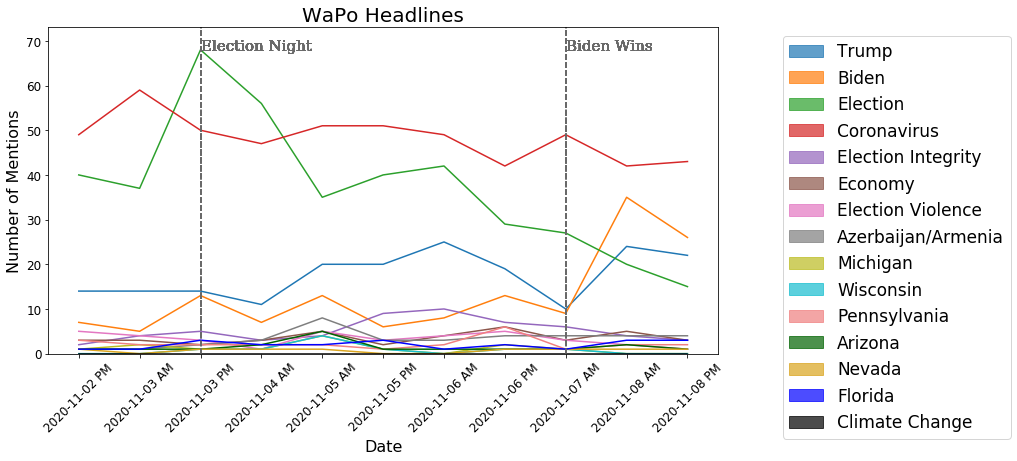 WaPo Headlines
Election Night
Biden Wins
Number of Mentions
70
60
50
40
30
20
10
0
2020-11-02 PM
2020-11-03 AM
2020-11-03 PM
2020-11-04 AM
2020-11-05 AM
2020-11-05 PM
2020-11-06 AM
2020-11-06 PM
2020-11-07 AM
2020-11-08 AM
2020-11-08 PM
Date
Trump
Biden
Election
Coronavirus
Election Integrity
Economy
Election Violence
Azerbaijan/Armenia
Michigan
Wisconsin
Pennsylvania
Arizona
Nevada
Florida
Climate Change